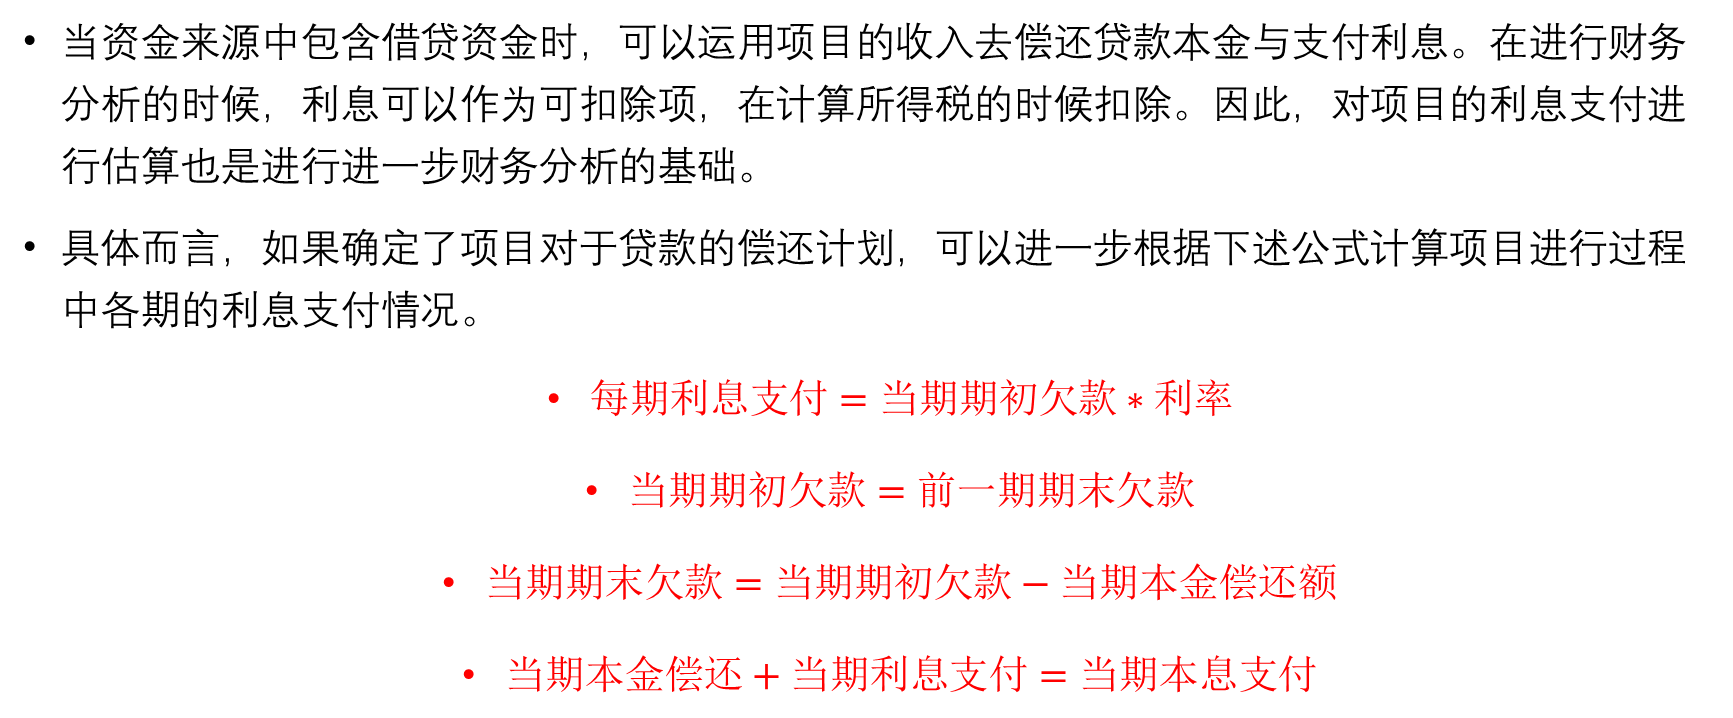 • 当资金来源中包含借贷资金时，可以运用项目的收入去偿还贷款本金与支付利息。在进行财务
分析的时候，利息可以作为可扣除项，在计算所得税的时候扣除。因此，对项目的利息支付进
行估算也是进行进一步财务分析的基础。
• 具体而言，如果确定了项目对于贷款的偿还计划，可以进一步根据下述公式计算项目进行过程
中各期的利息支付情况。
• 每期利息支付 = 当期期初欠款 * 利率
• 当期期初欠款 = 前一期期末欠款
• 当期期末欠款 = 当期期初欠款 − 当期本金偿还额
• 当期本金偿还 + 当期利息支付 = 当期本息支付